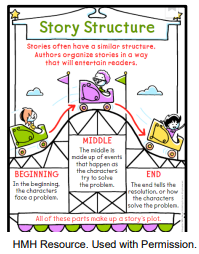 Story Structure
Stories often have a similar structure.
Authors organize stories in a way
that will entertain readers.
MIDDLE
The middle is
made up of events
that happen as
the characters
try to solve
the problem.
BEGINNING
In the beginning,
the characters
face a problem.
END
The end tells the
resolution, or how
the characters
solve the problem.
All of these parts make up a story's plot.
HMH Resource. Used with Permission.